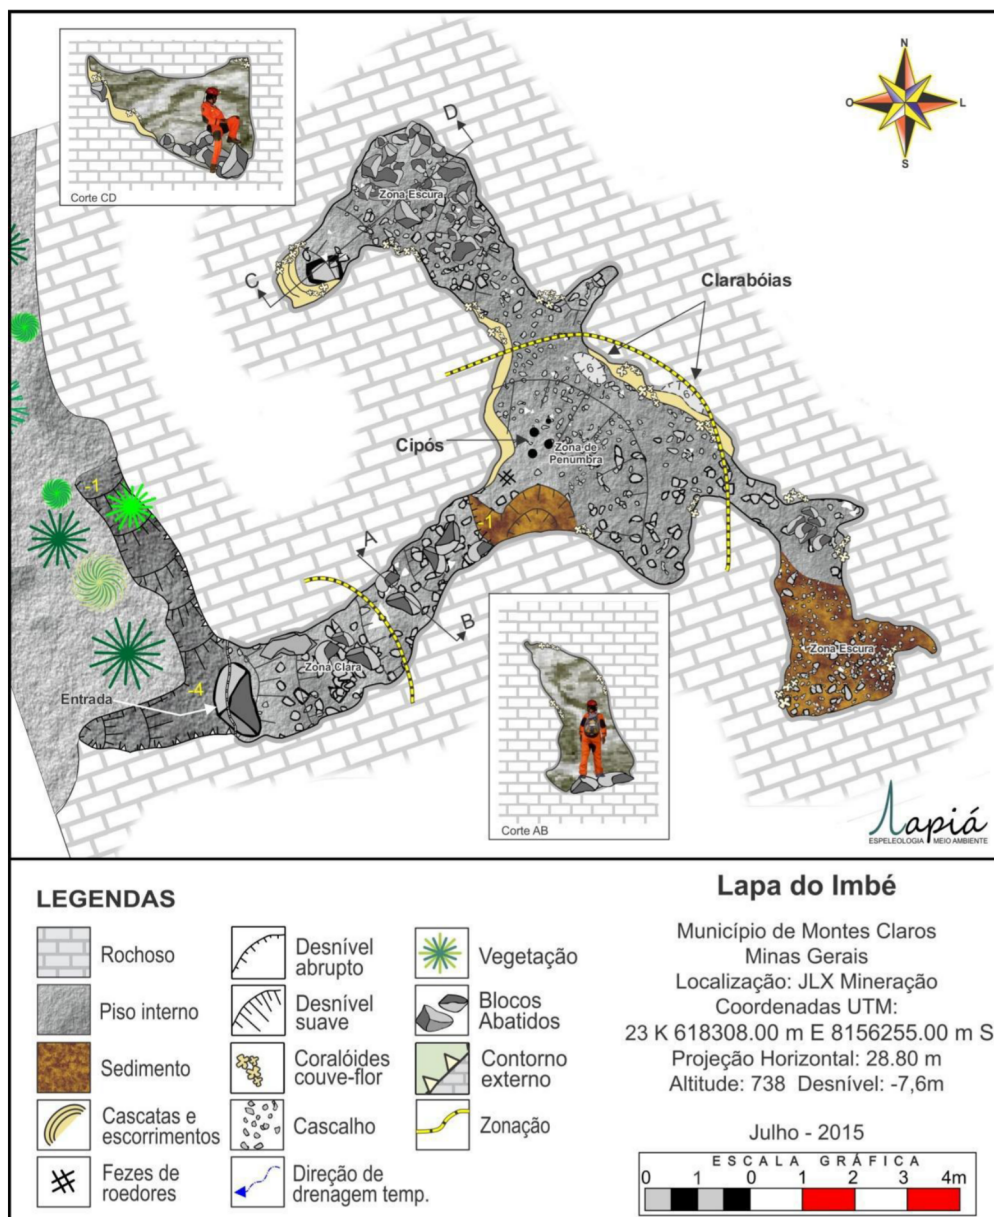 Corte CD
N
O
L
S
D
Zona Escura
C
Clarabóias
6
6
Cipós
Zona de
Penumbra
-1
-1
A
B
Zona Clara
Zona Escura
-4
Entrada
Corte AB
Lapiá
ESPELEOLOGIA MEIO AMBIENTE
LEGENDAS
Rochoso
Desnível
abrupto
Vegetação
Piso interno
Desnível
suave
Blocos
Abatidos
Sedimento
Coralóides
couve-flor
Contorno
externo
Cascatas e
escorrimentos
Cascalho
Zonação
Fezes de
roedores
Direção de
drenagem temp.
Lapa do Imbé
Município de Montes Claros
Minas Gerais
Localização: JLX Mineração
Coordenadas UTM:
23 K 618308.00 m E 8156255.00 m S
Projeção Horizontal: 28.80 m
Altitude: 738 Desnível: -7,6m
Julho - 2015
ESCALA GRÁFICA
0 1 0 1 2 3 4m